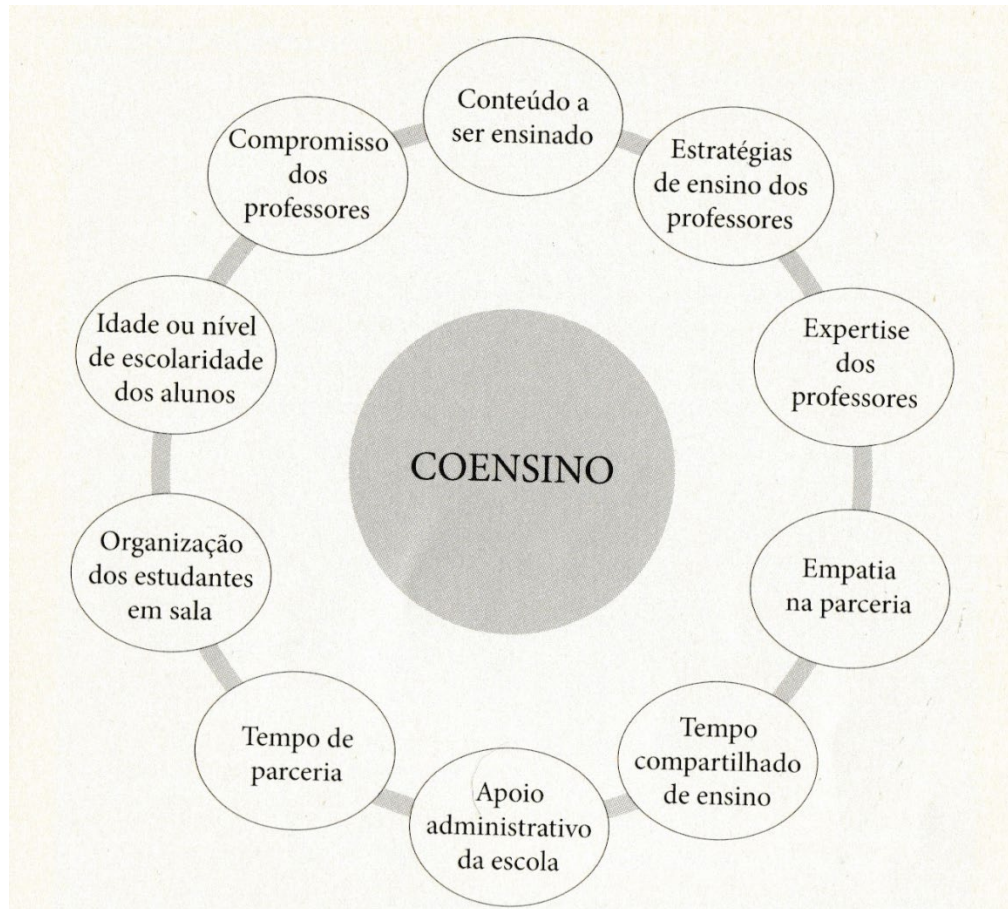 Conteúdo a
ser ensinado
Estratégias
de ensino dos
professores
Expertise
dos
professores
Empatia
na parceria
Tempo
compartilhado
de ensino
Apoio
administrativo
da escola
Tempo de
parceria
Organização
dos estudantes
em sala
Idade ou nível
de escolaridade
dos alunos
Compromisso
dos
professores
COENSINO